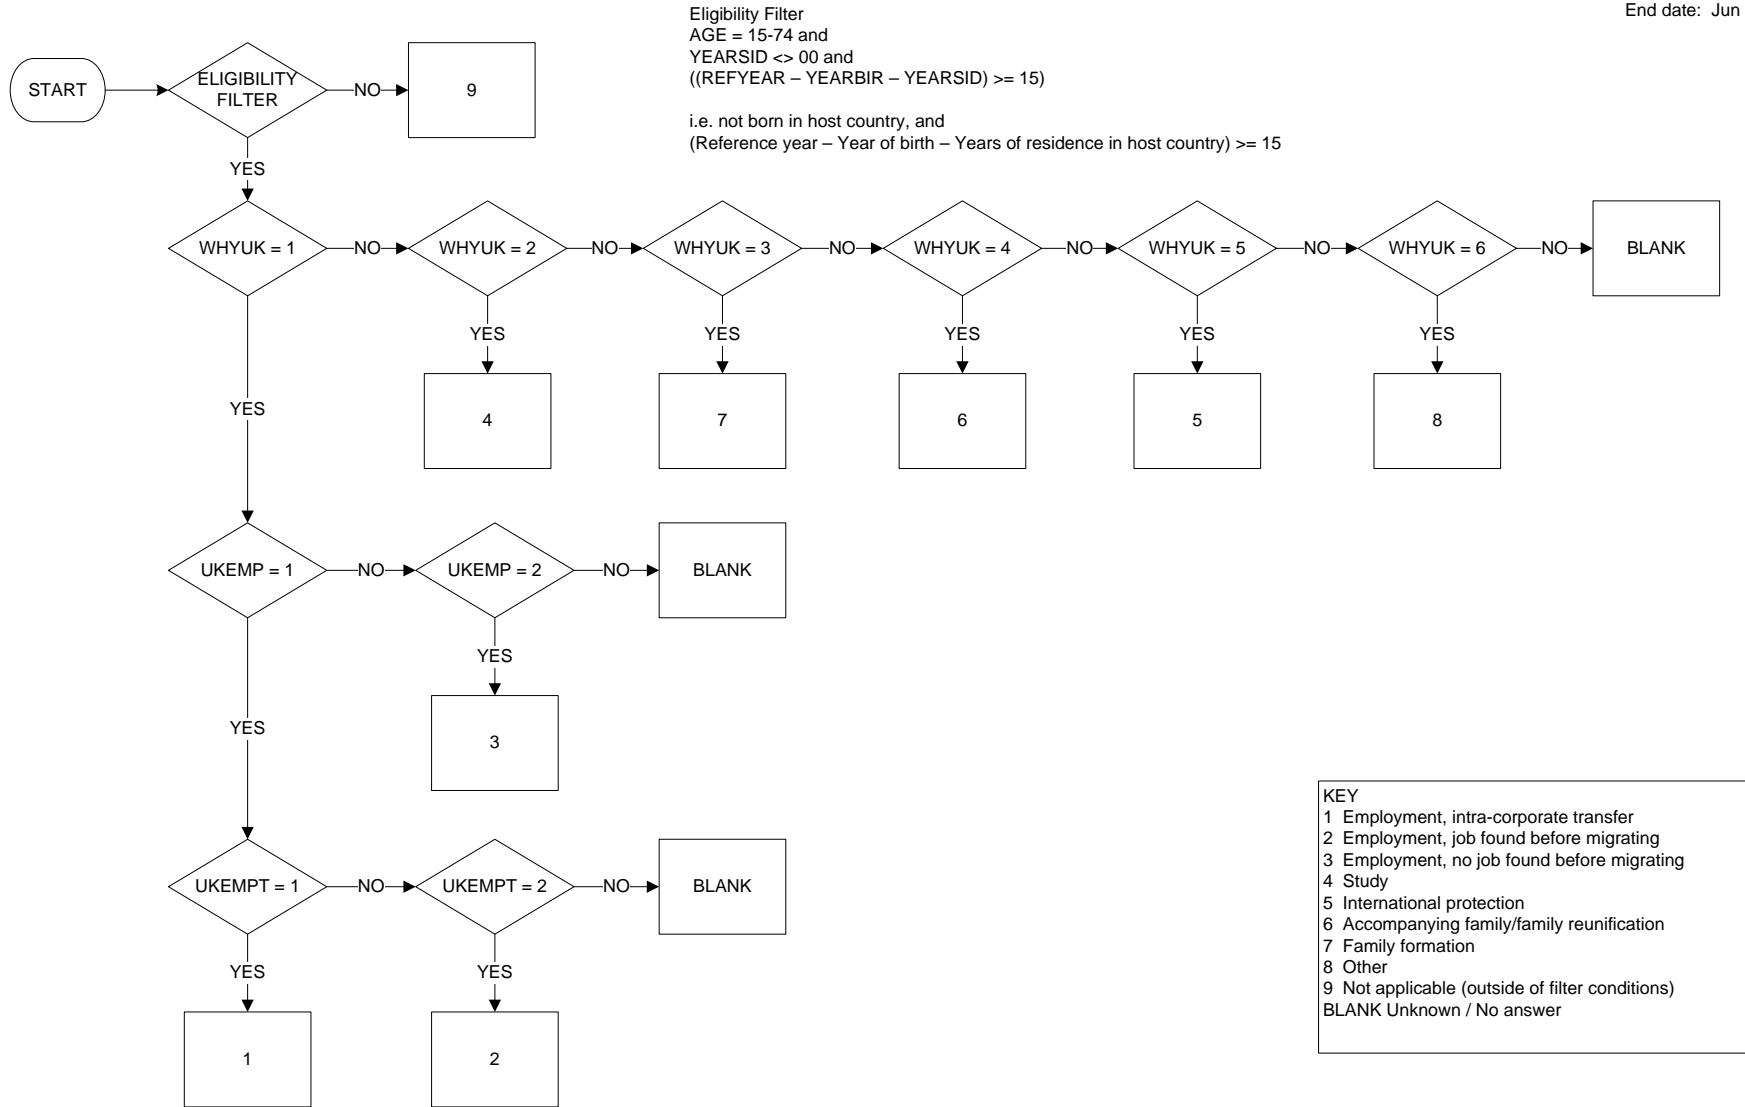 Eligibility Filter
End date: Jun
AGE = 15-74 and
YEARSID <> 00 and
((REFYEAR – YEARBIR – YEARSID) >= 15)
i.e. not born in host country, and
(Reference year – Year of birth – Years of residence in host country) >= 15
START
ELIGIBILITY
FILTER
NO
9
YES
WHYUK = 1
NO
WHYUK = 2
NO
WHYUK = 3
NO
WHYUK = 4
NO
WHYUK = 5
NO
WHYUK = 6
NO
BLANK
YES
YES
YES
YES
YES
YES
4
7
6
5
8
UKEMP = 1
NO
UKEMP = 2
NO
BLANK
YES
YES
3
UKEMPT = 1
NO
UKEMPT = 2
NO
BLANK
YES
YES
1
2
KEY
1 Employment, intra-corporate transfer
2 Employment, job found before migrating
3 Employment, no job found before migrating
4 Study
5 International protection
6 Accompanying family/family reunification
7 Family formation
8 Other
9 Not applicable (outside of filter conditions)
BLANK Unknown / No answer